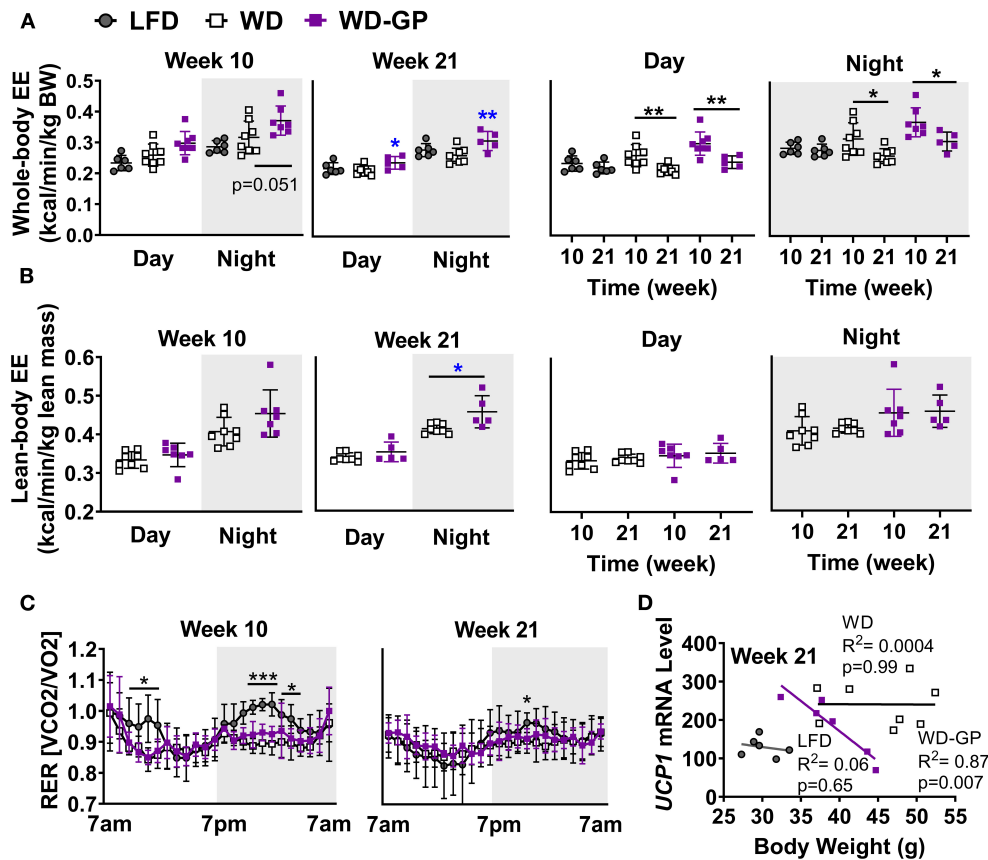 A
LFD WD WD-GP
Week 10 Week 21 Day Night
Whole-body EE
(kcal/min/kg BW)
0.5
0.4
0.3
0.2
0.1
0.0
p=0.051
*
**
**
**
*
*
Day Night Day Night
10 21 10 21 10 21 10 21 10 21 10 21
Time (week) Time (week)
B
Week 10 Week 21 Day Night
Lean-body EE
(kcal/min/kg lean mass)
0.6
0.5
0.4
0.3
0.2
*
Day Night Day Night
10 21 10 21 10 21 10 21
Time (week) Time (week)
C
Week 10 Week 21
RER [VCO2/VO2]
1.2
1.1
1.0
0.9
0.8
0.7
*
***
*
*
7am 7pm 7am 7am 7pm 7am
D
Week 21
UCP1 mRNA Level
400
300
200
100
0
WD
R2= 0.0004
p=0.99
LFD
R2= 0.06
p=0.65
WD-GP
R2= 0.87
p=0.007
25 30 35 40 45 50 55
Body Weight (g)